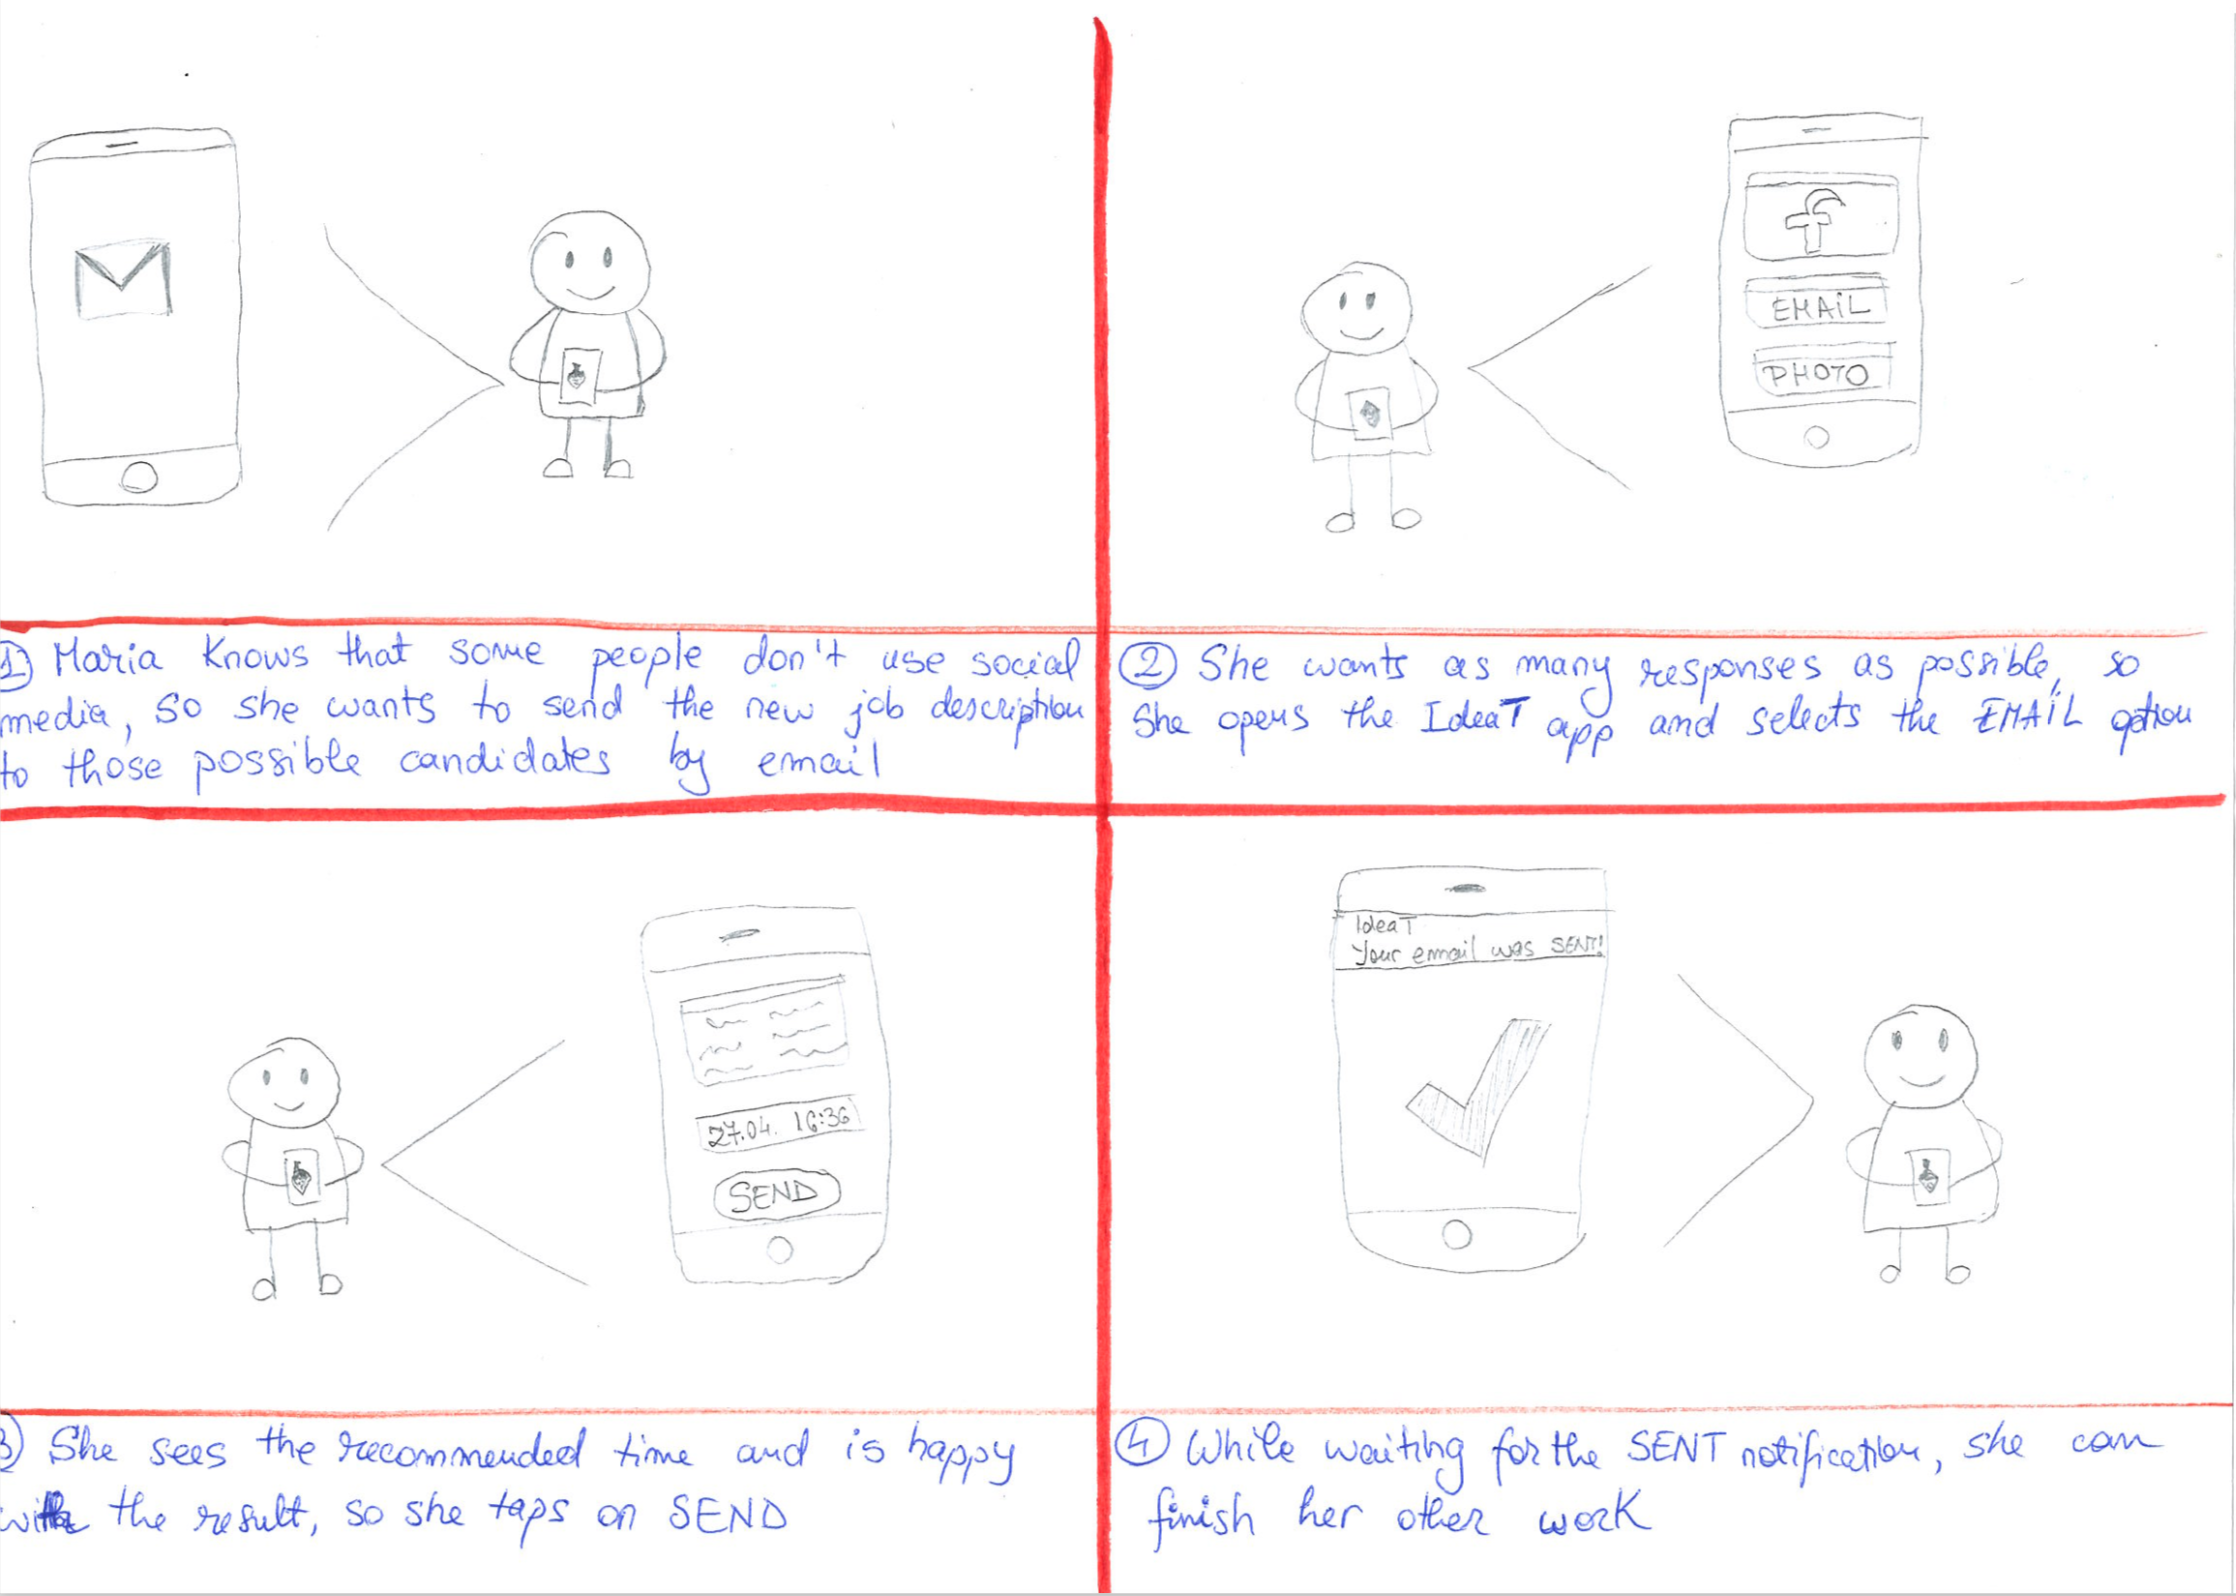 EMAIL
PHOTO
① Maria Knows that some people don't use social
media, so she wants to send the new job description
to those possible candidates by email
② She wants as many responses as possible, so
she opens the IdeaT app and selects the EMAIL option
27.04. 16:36
SEND
IdeaT
Your email was SENT!
3) She sees the recommended time and is happy
with the result, so she taps on SEND
④ While waiting for the SENT notification, she can
finish her other work